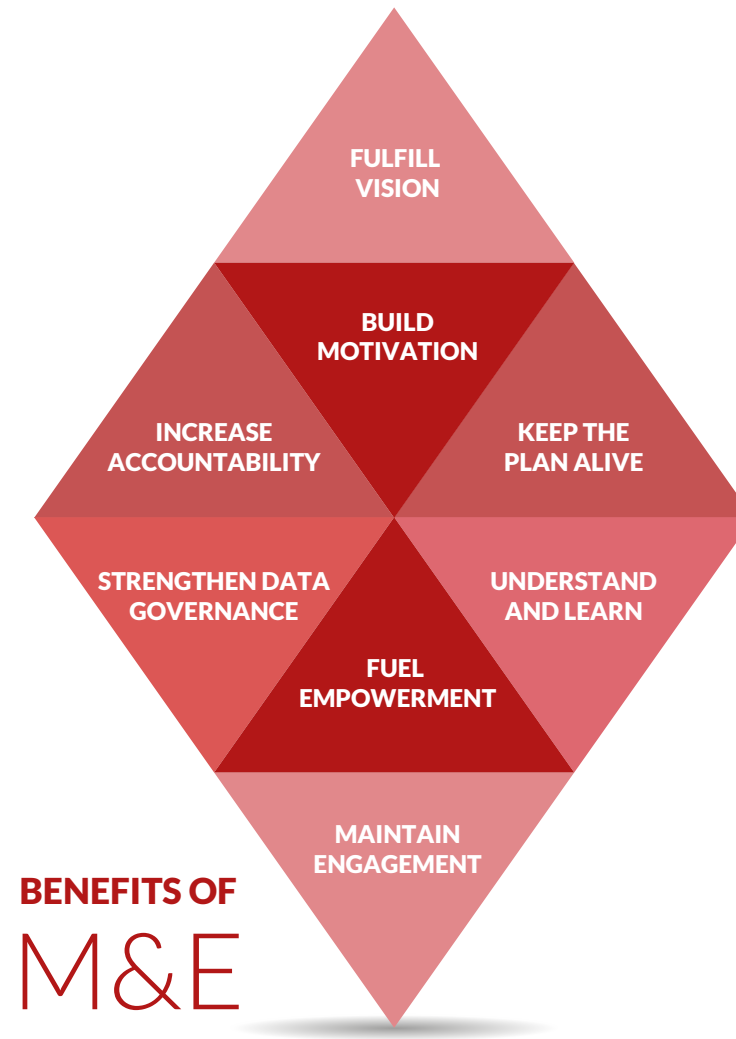 FULFILL
VISION
BUILD
MOTIVATION
INCREASE
ACCOUNTABILITY
KEEP THE
PLAN ALIVE
STRENGTHEN DATA
GOVERNANCE
UNDERSTAND
AND LEARN
FUEL
EMPOWERMENT
MAINTAIN
ENGAGEMENT
BENEFITS OF
M&E